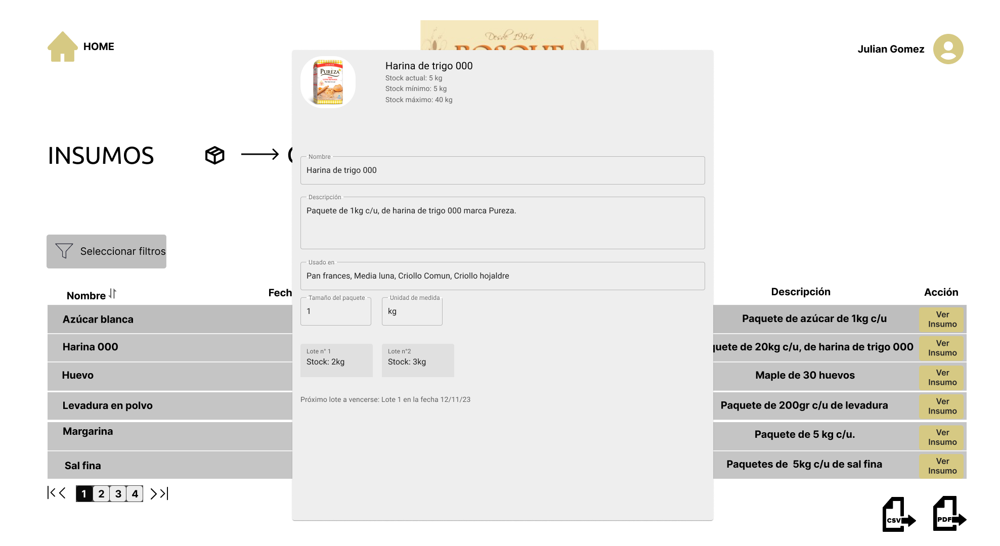 HOME
Desde 1964
BOSQUE
Julian Gomez
PUREZA
Harina de trigo 000
Stock actual: 5 kg
Stock mínimo: 5 kg
Stock máximo: 40 kg
INSUMOS
Nombre
Harina de trigo 000
Descripción
Paquete de 1kg c/u, de harina de trigo 000 marca Pureza.
Seleccionar filtros
Usado en
Pan frances, Media luna, Criollo Comun, Criollo hojaldre
Tamaño del paquete
1
Unidad de medida
kg
Lote n° 1
Stock: 2kg
Lote n°2
Stock: 3kg
Próximo lote a vencerse: Lote 1 en la fecha 12/11/23
Nombre Fech Descripción Acción
Azúcar blanca Paquete de azúcar de 1kg c/u Ver Insumo
Harina 000 quete de 20kg c/u, de harina de trigo 000 Ver Insumo
Huevo Maple de 30 huevos Ver Insumo
Levadura en polvo Paquete de 200gr c/u de levadura Ver Insumo
Margarina Paquete de 5 kg c/u. Ver Insumo
Sal fina Paquetes de 5kg c/u de sal fina Ver Insumo
1 2 3 4
CSV
PDF